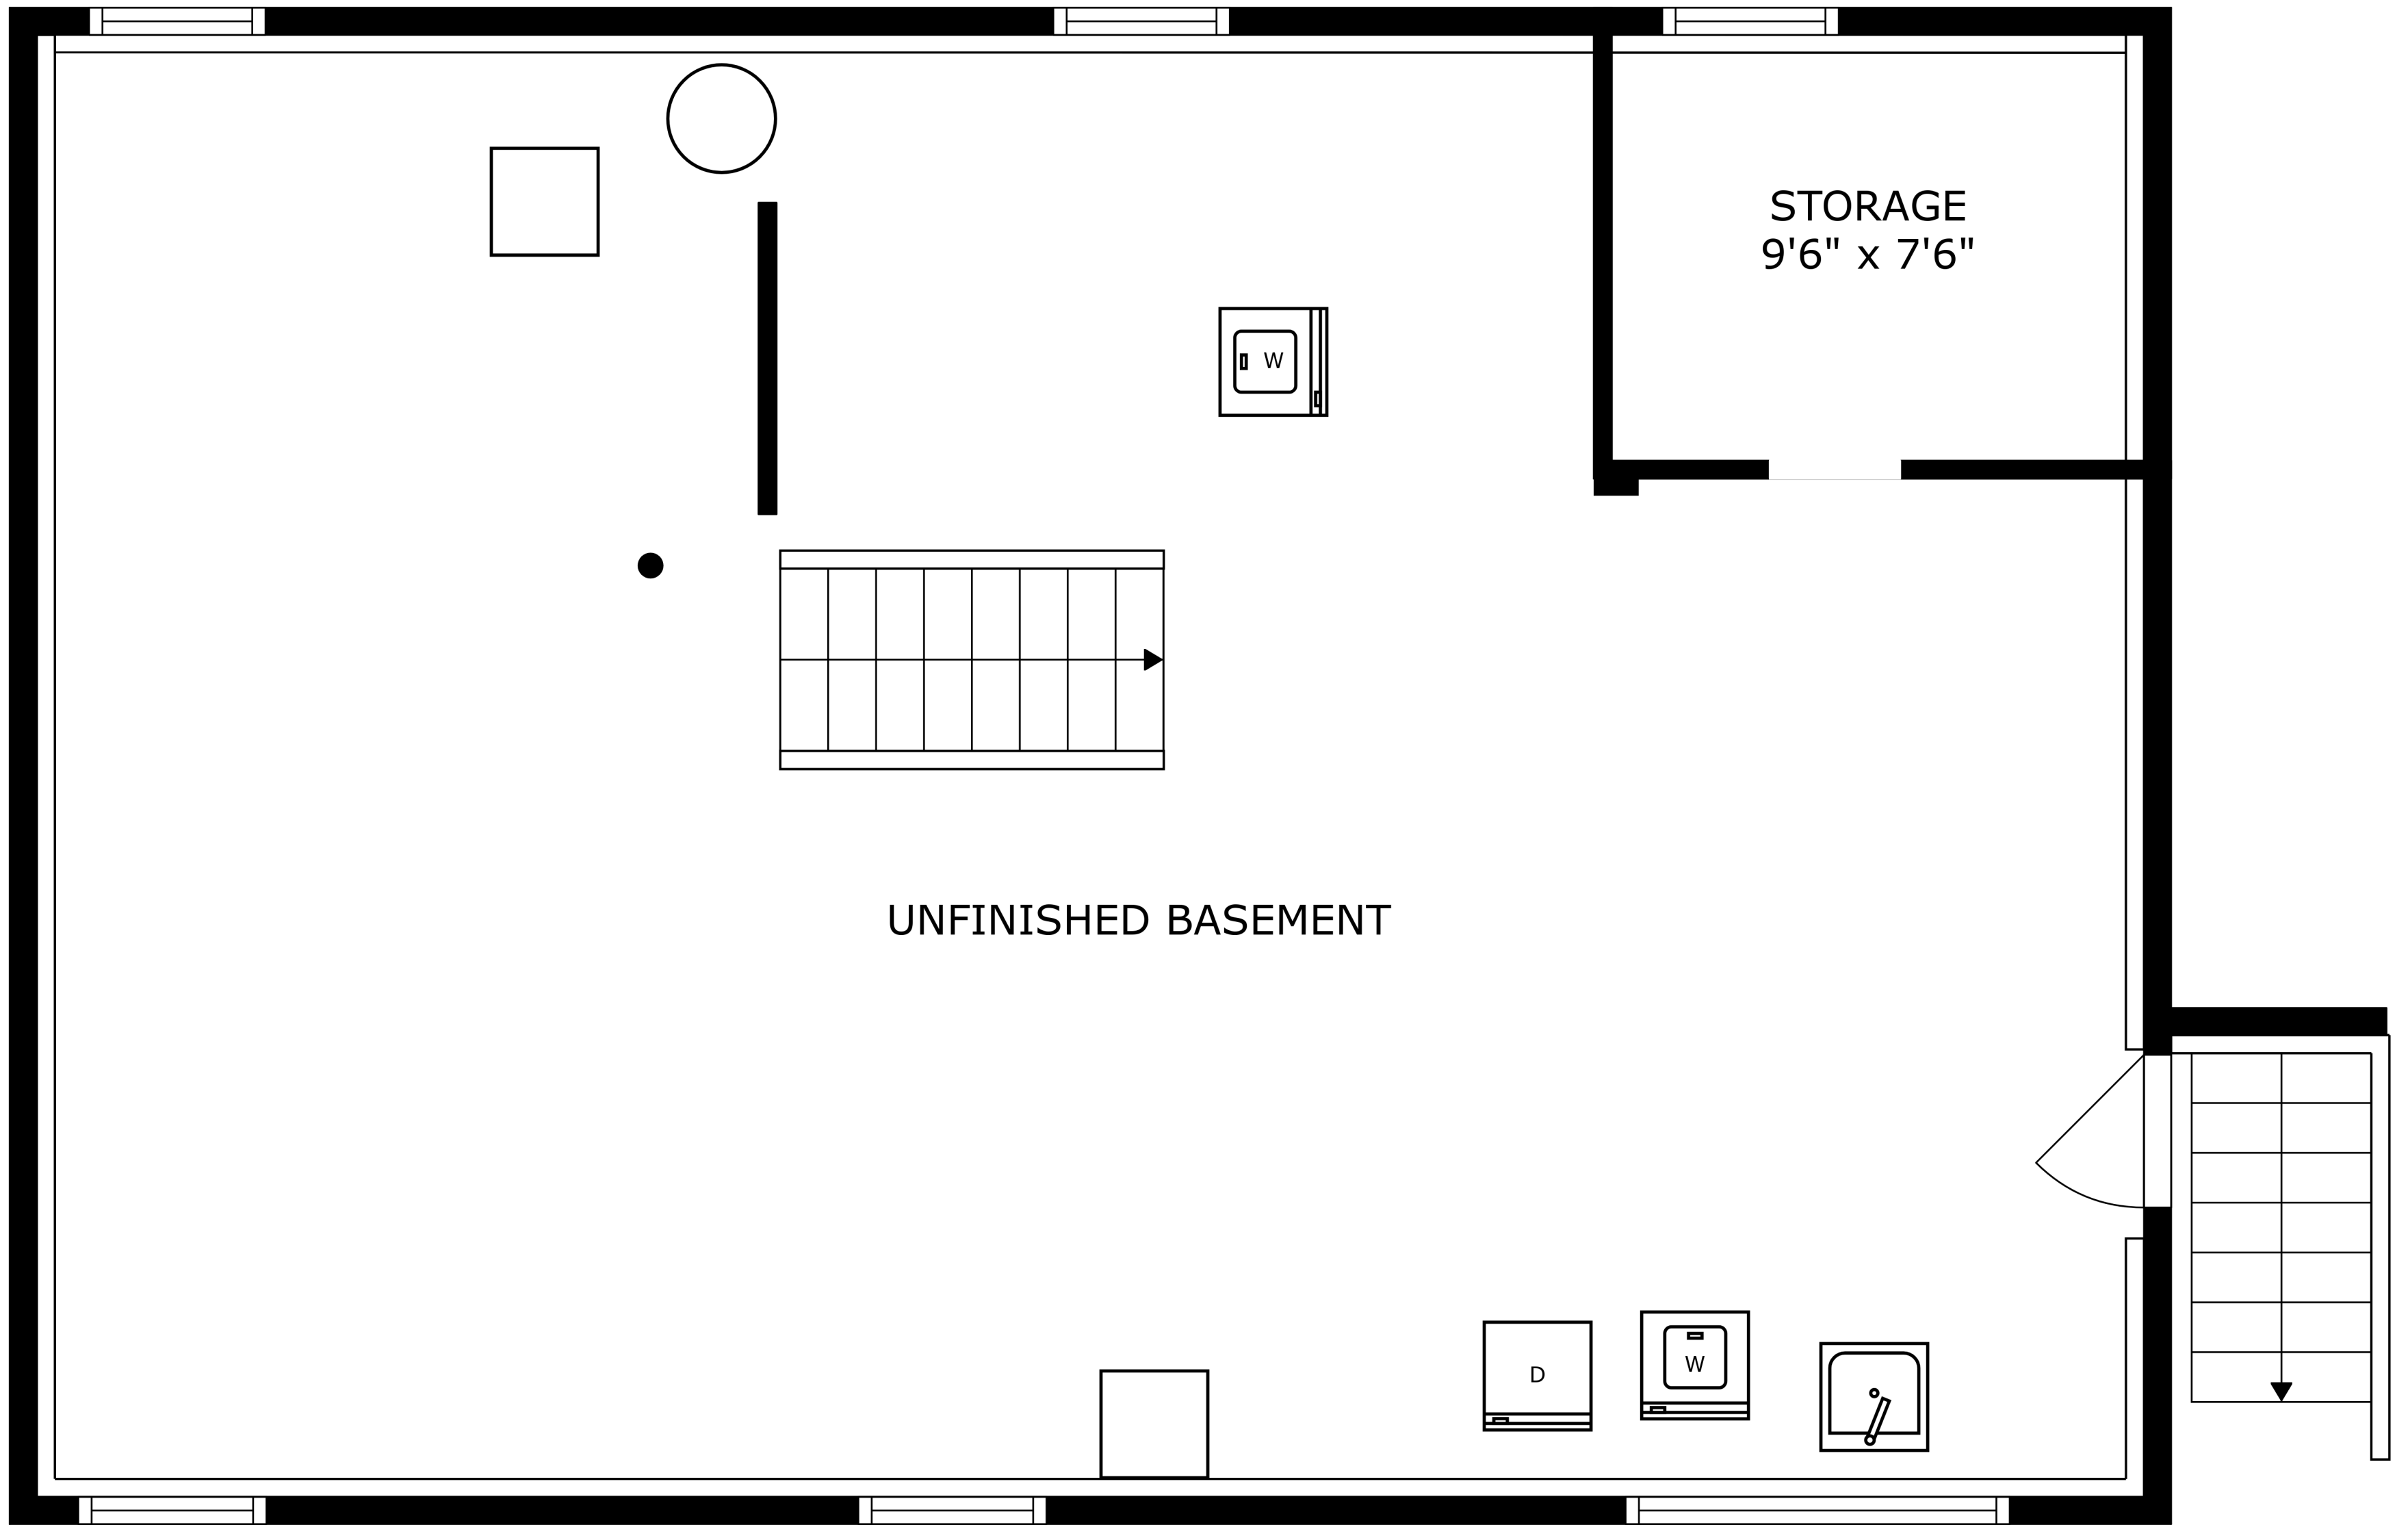 STORAGE
9'6" x 7'6"
W
UNFINISHED BASEMENT
D
W